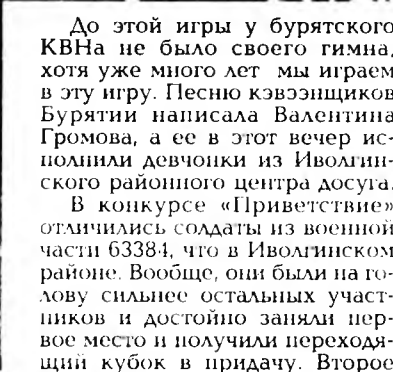 До этой игры у бурятского
КВНа не было своего гимна,
хотя уже много лет мы играем
в эту игру. Песню кэвээнщиков
Бурятии написала Валентина
Громова, а ее в этот вечер ис-
полнили девчонки из Иволгин-
ского районного центра досуга.
В конкурсе «Приветствие»
отличились солдаты из военной
части 63384, что в Иволгинском
районе. Вообще, они были на го-
лову сильнее остальных участ-
ников и достойно заняли пер-
вое место и получили переходя-
щий кубок в придачу. Второе